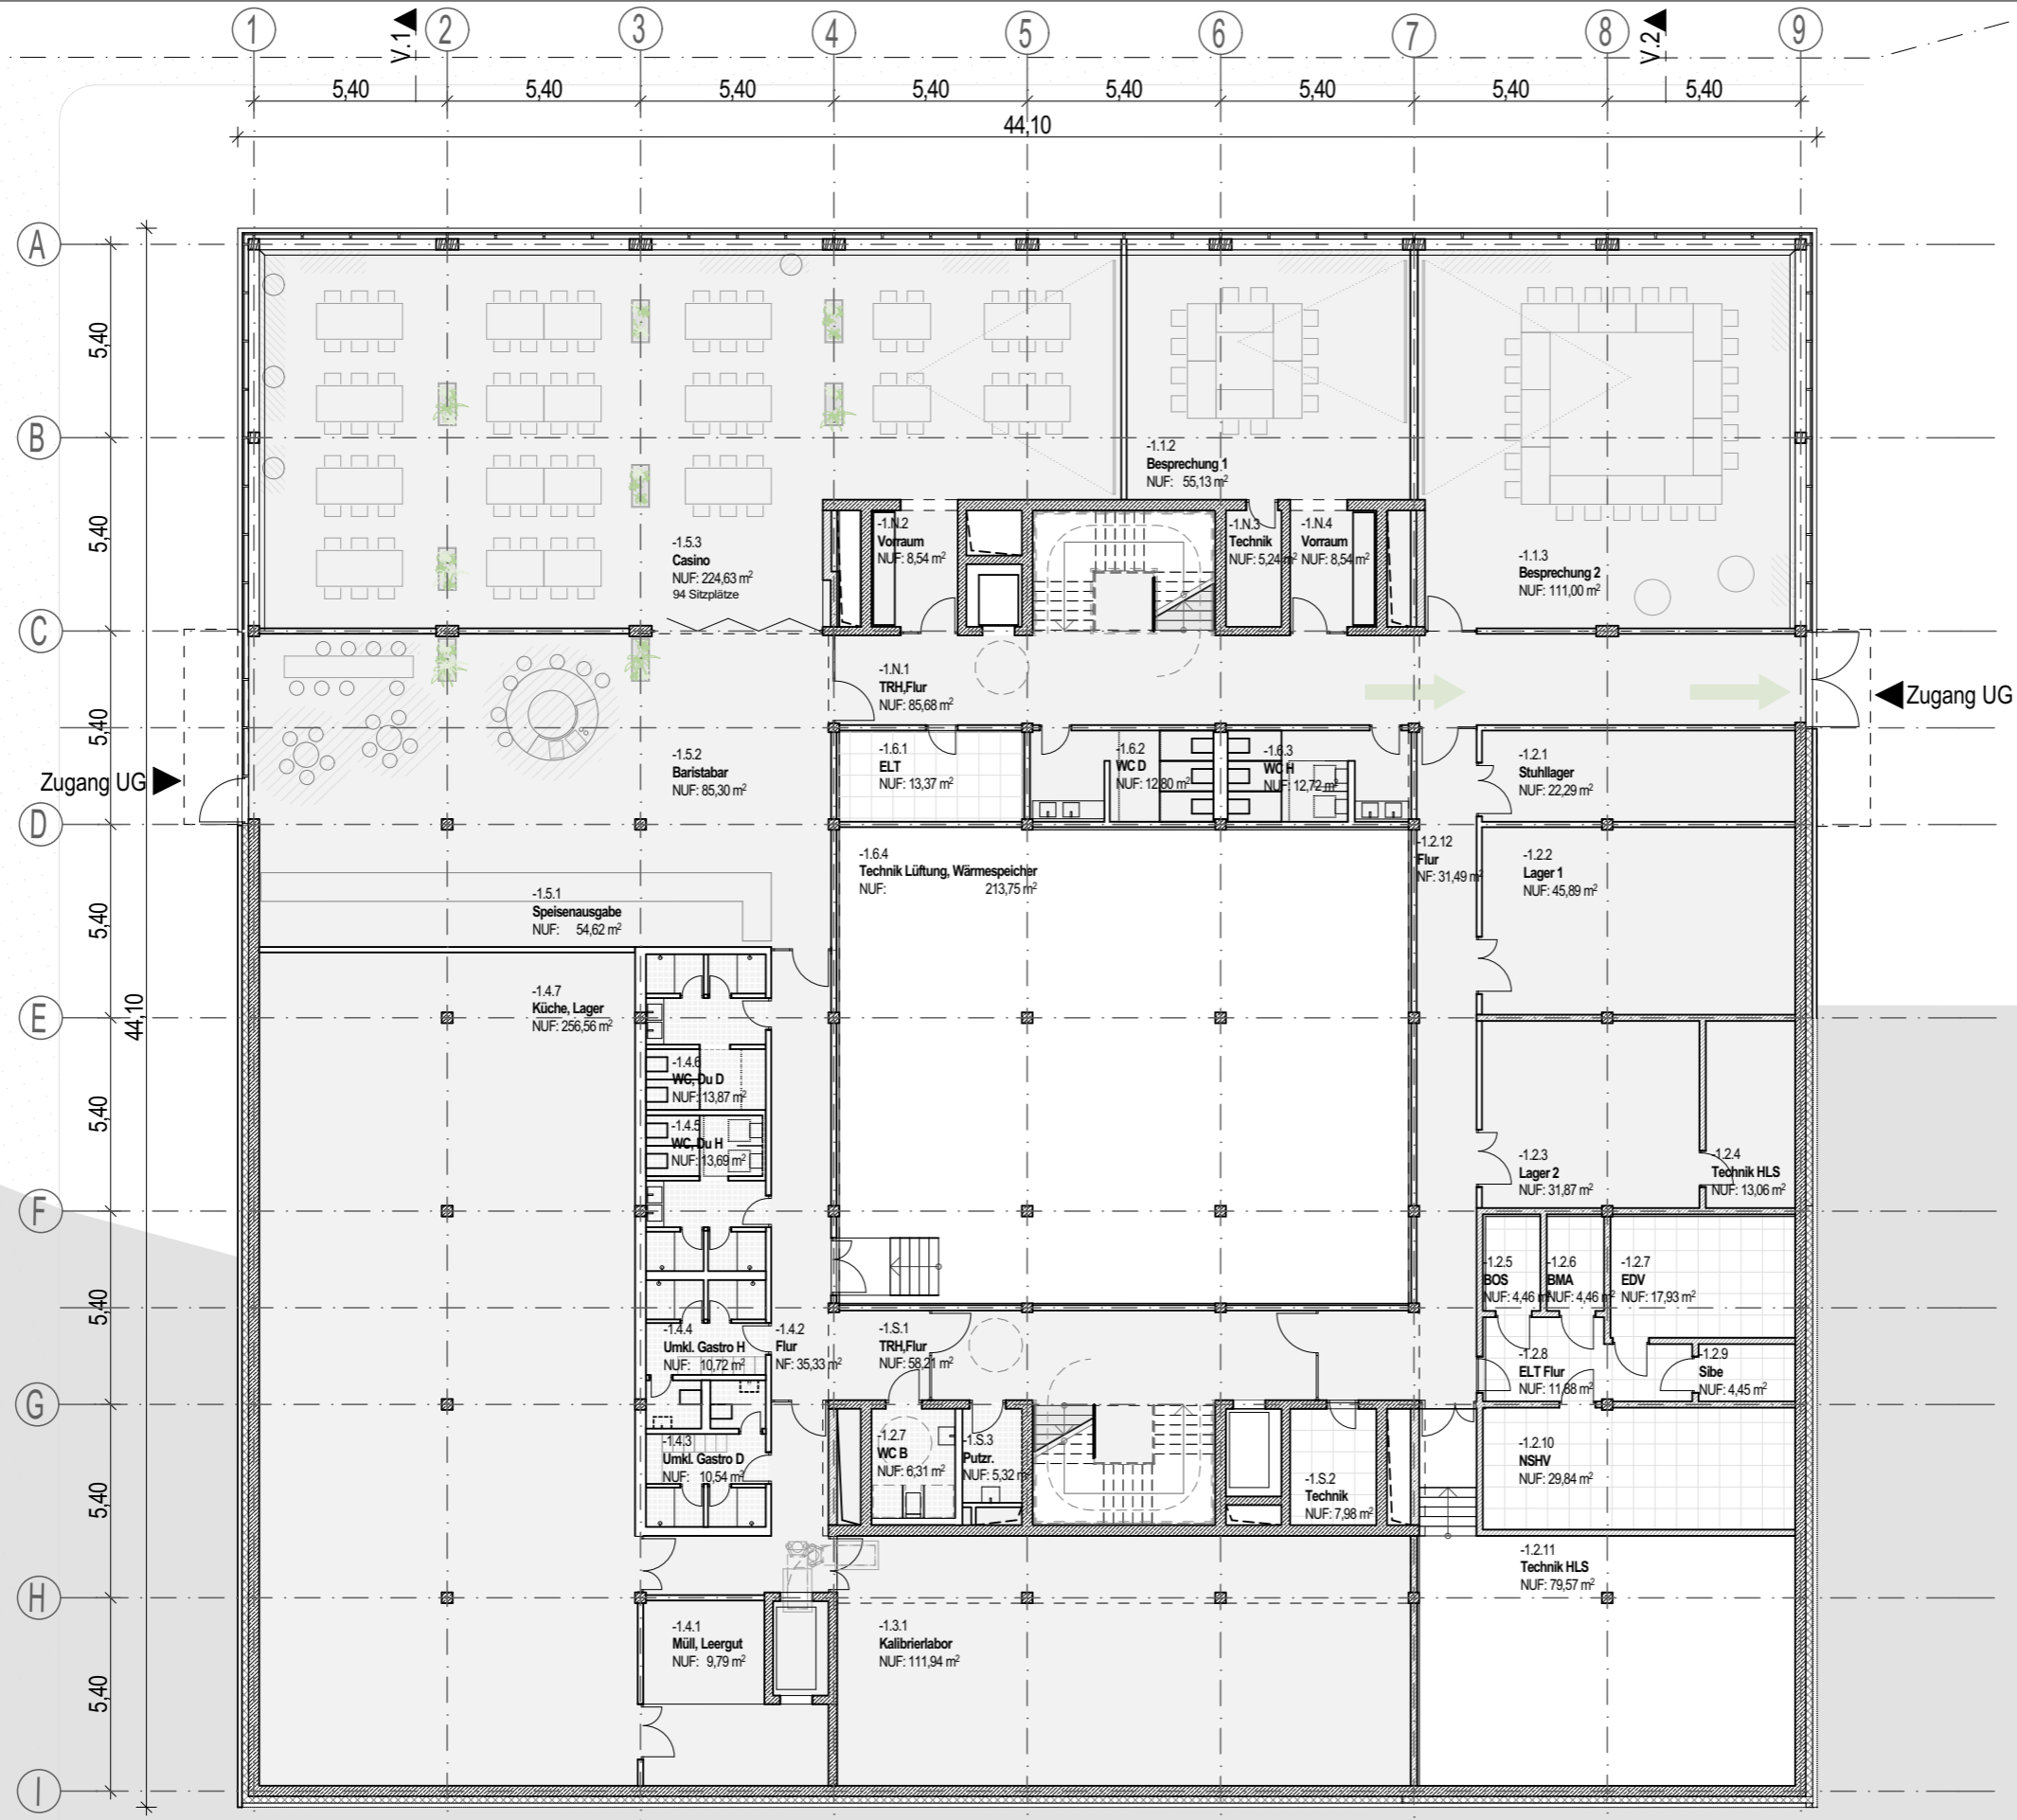 1 2 3 4 5 6 7 8 9
V.1 V.2
5,40 5,40 5,40 5,40 5,40 5,40 5,40 5,40
44,10
A
5,40
B
-1.1.2
Besprechung 1
NUF: 55,13 m²
5,40
-1.5.3
Casino
NUF: 224,63 m²
94 Sitzplätze
-1.N.2
Vorraum
NUF: 8,54 m²
-1.N.3
Technik
NUF: 5,24 m²
-1.N.4
Vorraum
NUF: 8,54 m²
-1.1.3
Besprechung 2
NUF: 111,00 m²
C
-1.N.1
TRH,Flur
NUF: 85,68 m²
Zugang UG
5,40
Zugang UG
-1.5.2
Baristabar
NUF: 85,30 m²
-1.6.1
ELT
NUF: 13,37 m²
-1.6.2
WC D
NUF: 12,80 m²
-1.6.3
WC H
NUF: 12,72 m²
-1.2.1
Stuhllager
NUF: 22,29 m²
D
-1.6.4
Technik Lüftung, Wärmespeicher
NUF: 213,75 m²
-1.2.12
Flur
NF: 31,49 m²
-1.2.2
Lager 1
NUF: 45,89 m²
5,40
-1.5.1
Speisenausgabe
NUF: 54,62 m²
-1.4.7
Küche, Lager
NUF: 256,56 m²
E
44,10
5,40
-1.4.6
WC, Du D
NUF: 13,87 m²
-1.4.5
WC, Du H
NUF: 13,69 m²
-1.2.3
Lager 2
NUF: 31,87 m²
-1.2.4
Technik HLS
NUF: 13,06 m²
F
5,40
-1.2.5
BOS
NUF: 4,46 m²
-1.2.6
BMA
NUF: 4,46 m²
-1.2.7
EDV
NUF: 17,93 m²
-1.4.4
Umkl. Gastro H
NUF: 10,72 m²
-1.4.2
Flur
NF: 35,33 m²
-1.S.1
TRH,Flur
NUF: 58,21 m²
-1.2.8
ELT Flur
NUF: 11,88 m²
-1.2.9
Sibe
NUF: 4,45 m²
G
-1.4.3
Umkl. Gastro D
NUF: 10,54 m²
-1.2.7
WC B
NUF: 6,31 m²
-1.S.3
Putzr.
NUF: 5,32 m²
-1.S.2
Technik
NUF: 7,98 m²
-1.2.10
NSHV
NUF: 29,84 m²
5,40
-1.2.11
Technik HLS
NUF: 79,57 m²
H
-1.4.1
Müll, Leergut
NUF: 9,79 m²
-1.3.1
Kalibrierlabor
NUF: 111,94 m²
5,40
I